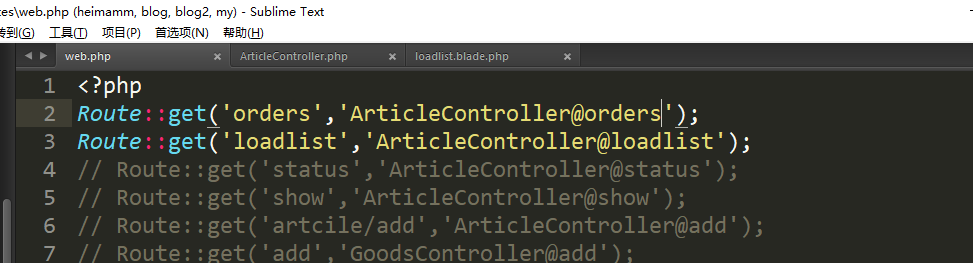 tes\web.php (heimamm, blog, blog2, my) - Sublime Text
转到(G) 工具(T) 项目(P) 首选项(N) 帮助(H)
web.php × ArticleController.php × loadlist.blade.php ×
1 <?php
2 Route::get('orders','ArticleController@orders');
3 Route::get('loadlist','ArticleController@loadlist');
4 // Route::get('status','ArticleController@status');
5 // Route::get('show','ArticleController@show');
6 // Route::get('artcile/add','ArticleController@add');
7 // Route::get('add','GoodsController@add');